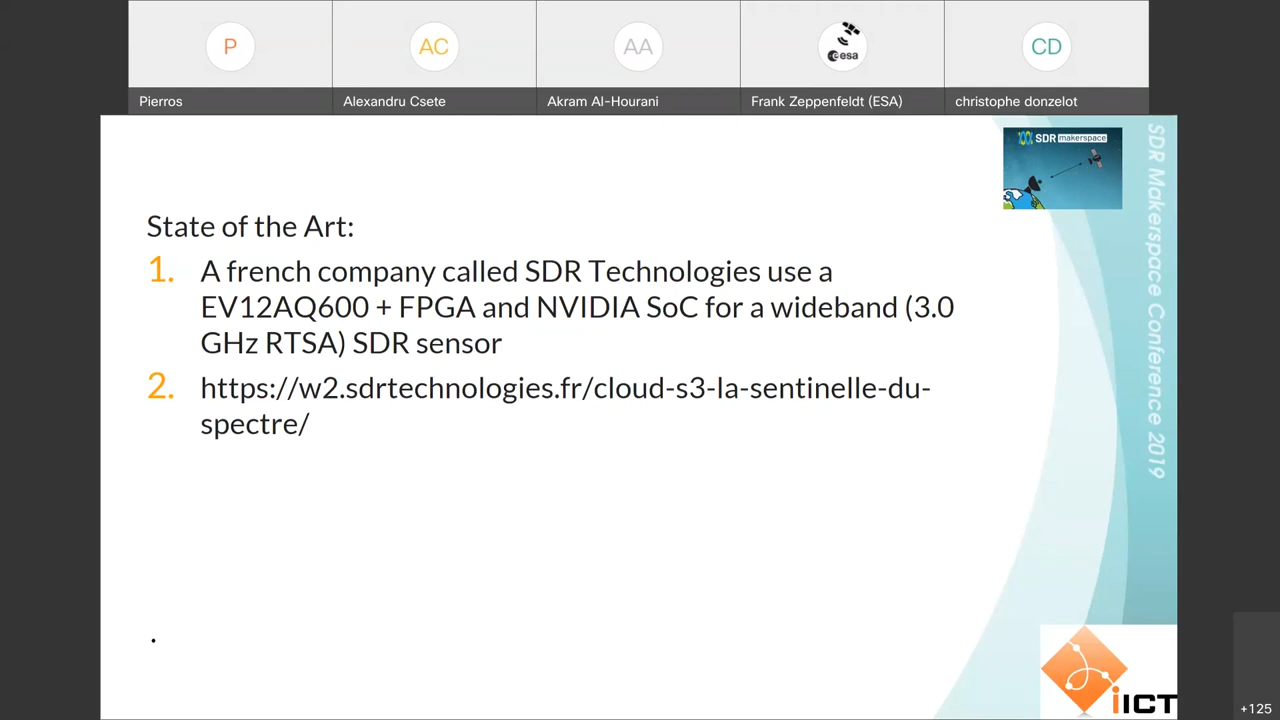 P
AC
AA
esa
CD
Pierros
Alexandru Csete
Akram Al-Hourani
Frank Zeppenfeldt (ESA)
christophe donzelot
SDR makerspace
SDR Makerspace Conference 2019
State of the Art:
1. A french company called SDR Technologies use a
EV12AQ600 + FPGA and NVIDIA SoC for a wideband (3.0
GHz RTSA) SDR sensor
2. https://w2.sdrtechnologies.fr/cloud-s3-la-sentinelle-du-
spectre/
.
iICT
+125